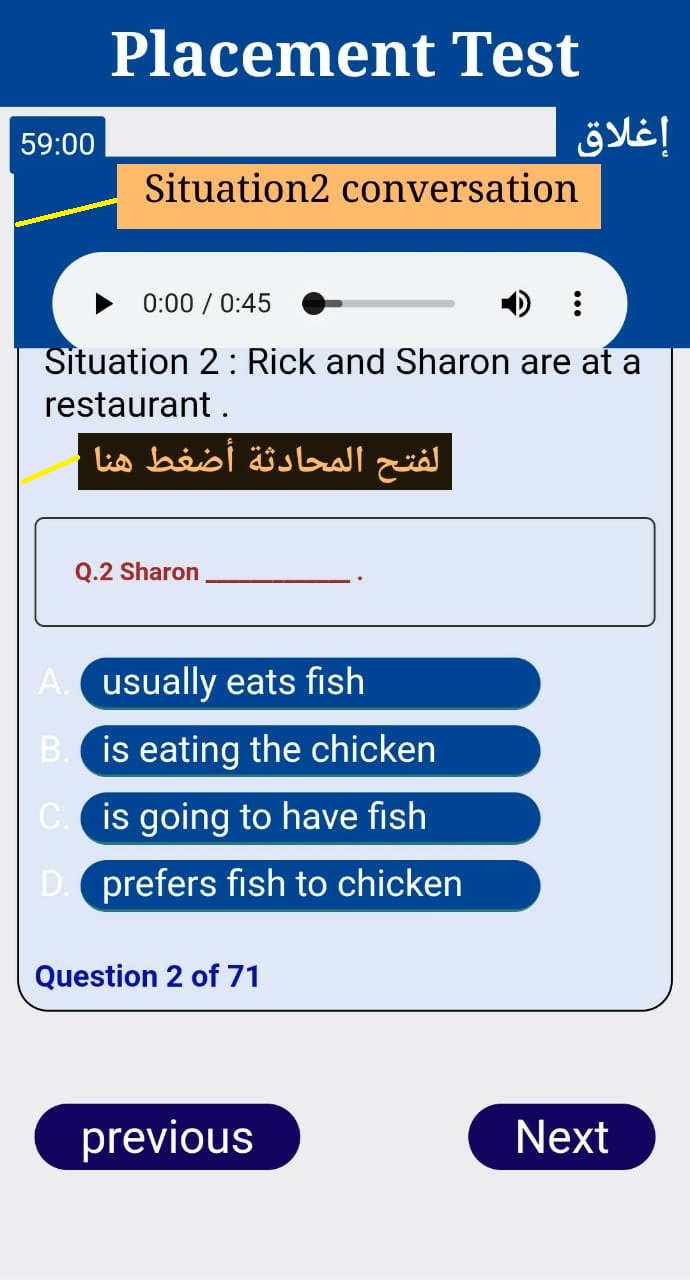 Placement Test
59:00
إغلاق
Situation2 conversation
0:00 / 0:45
Situation 2 : Rick and Sharon are at a
restaurant .
لفتح المحادثة أضغط هنا
Q.2 Sharon _____________ .
A. usually eats fish
B. is eating the chicken
C. is going to have fish
D. prefers fish to chicken
Question 2 of 71
previous
Next